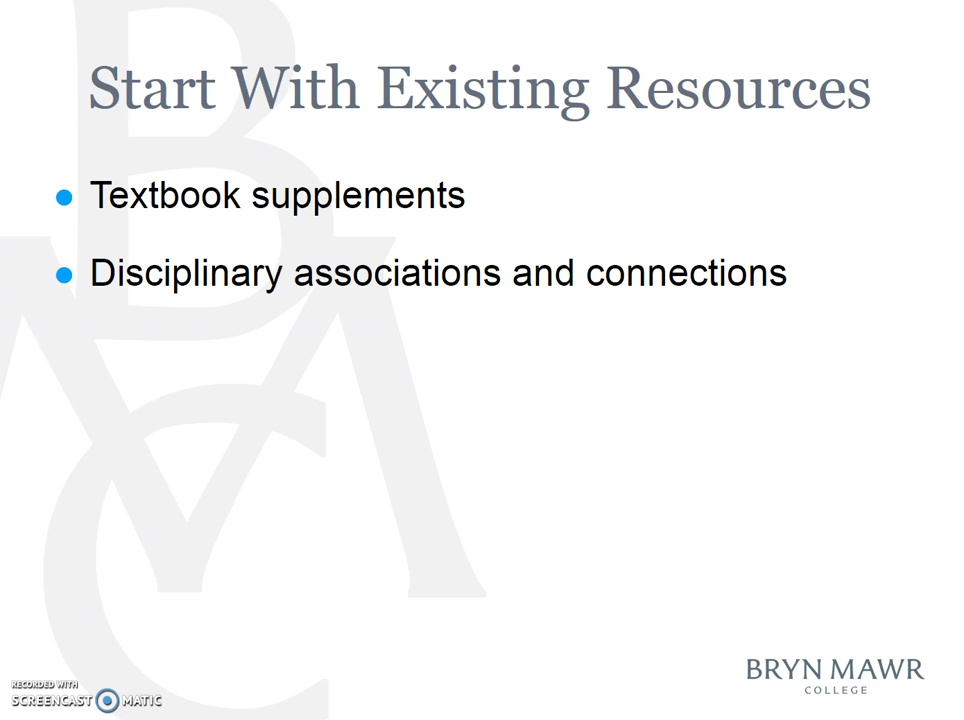 Start With Existing Resources
Textbook supplements
Disciplinary associations and connections
BRYN MAWR
COLLEGE
RECORDED WITH
SCREENCAST MATIC